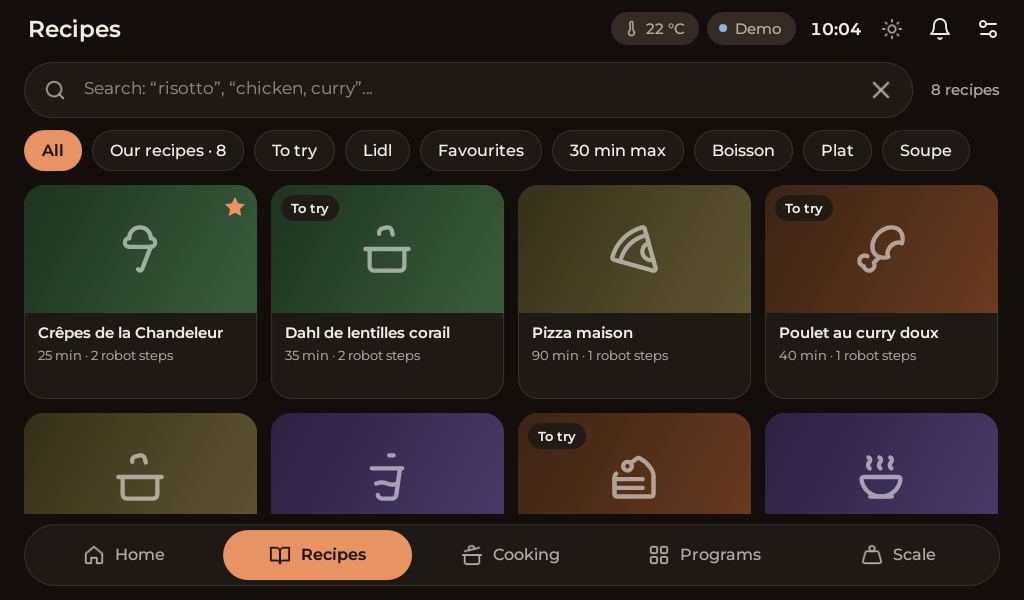 Recipes
22 °C
Demo
10:04
Search: “risotto”, “chicken, curry”…
8 recipes
All
Our recipes · 8
To try
Lidl
Favourites
30 min max
Boisson
Plat
Soupe
To try
To try
Crêpes de la Chandeleur
25 min · 2 robot steps
Dahl de lentilles corail
35 min · 2 robot steps
Pizza maison
90 min · 1 robot steps
Poulet au curry doux
40 min · 1 robot steps
To try
Home
Recipes
Cooking
Programs
Scale